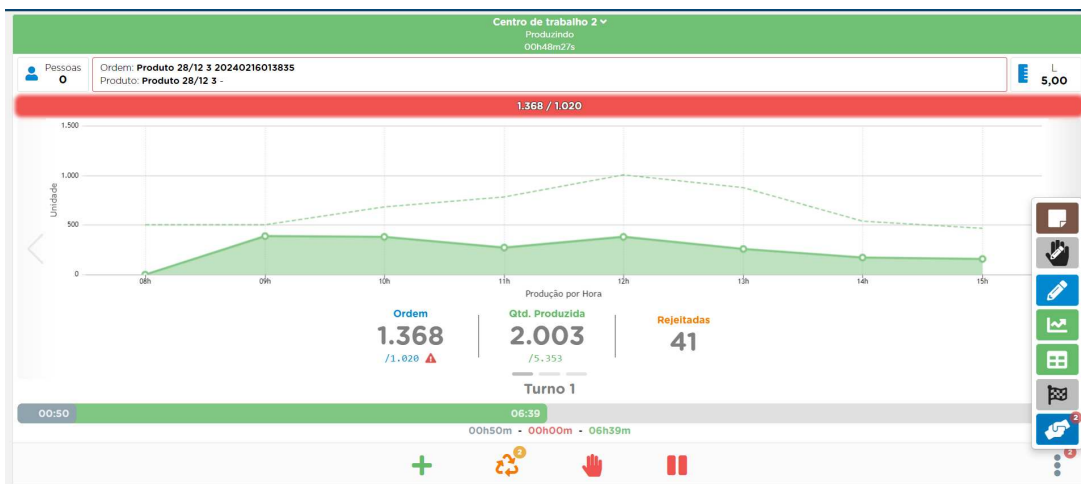 Centro de trabalho 2
Produzindo
00h48m27s
Pessoas
0
Ordem: Produto 28/12 3 20240216013835
Produto: Produto 28/12 3 -
L
5,00
1.368 / 1.020
1.500
1.000
500
0
Unidade
08h 09h 10h 11h 12h 13h 14h 15h
Produção por Hora
Ordem
1.368
/1.020
Qtd. Produzida
2.003
/5.353
Rejeitadas
41
Turno 1
00:50 06:39
00h50m - 00h00m - 06h39m
2
2
2